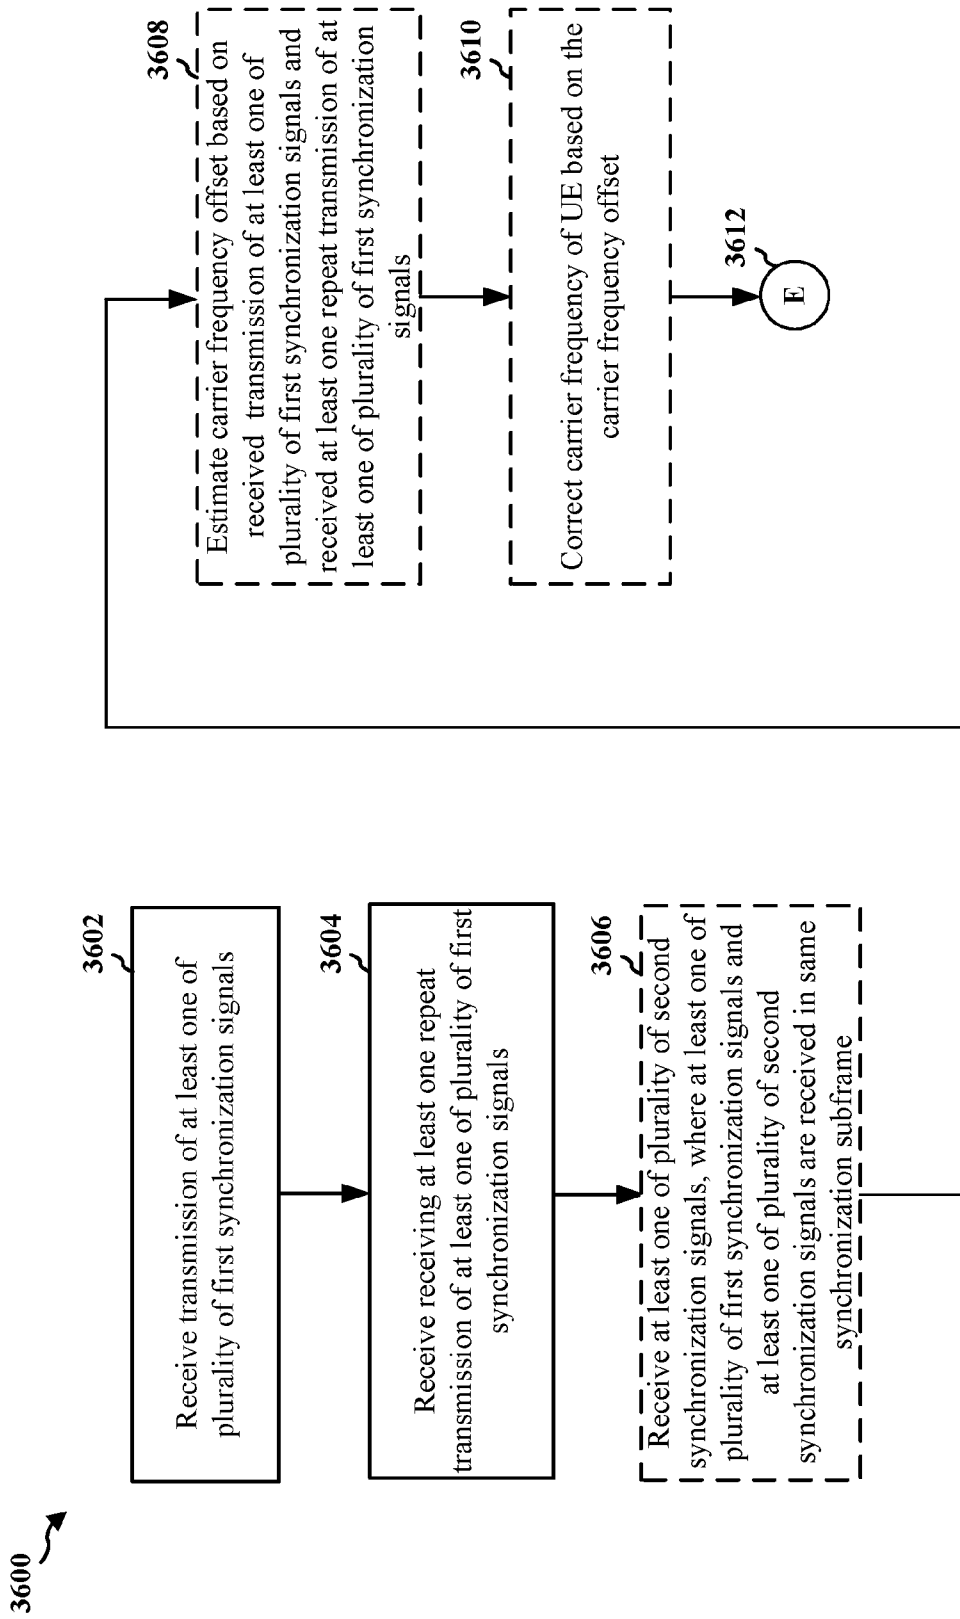 3600
3602
Receive transmission of at least one of
plurality of first synchronization signals
3604
Receive receiving at least one repeat
transmission of at least one of plurality of first
synchronization signals
3606
Receive at least one of plurality of second
synchronization signals, where at least one of
plurality of first synchronization signals and
at least one of plurality of second
synchronization signals are received in same
synchronization subframe
3608
Estimate carrier frequency offset based on
received transmission of at least one of
plurality of first synchronization signals and
received at least one repeat transmission of at
least one of plurality of first synchronization
signals
3610
Correct carrier frequency of UE based on the
carrier frequency offset
3612
E